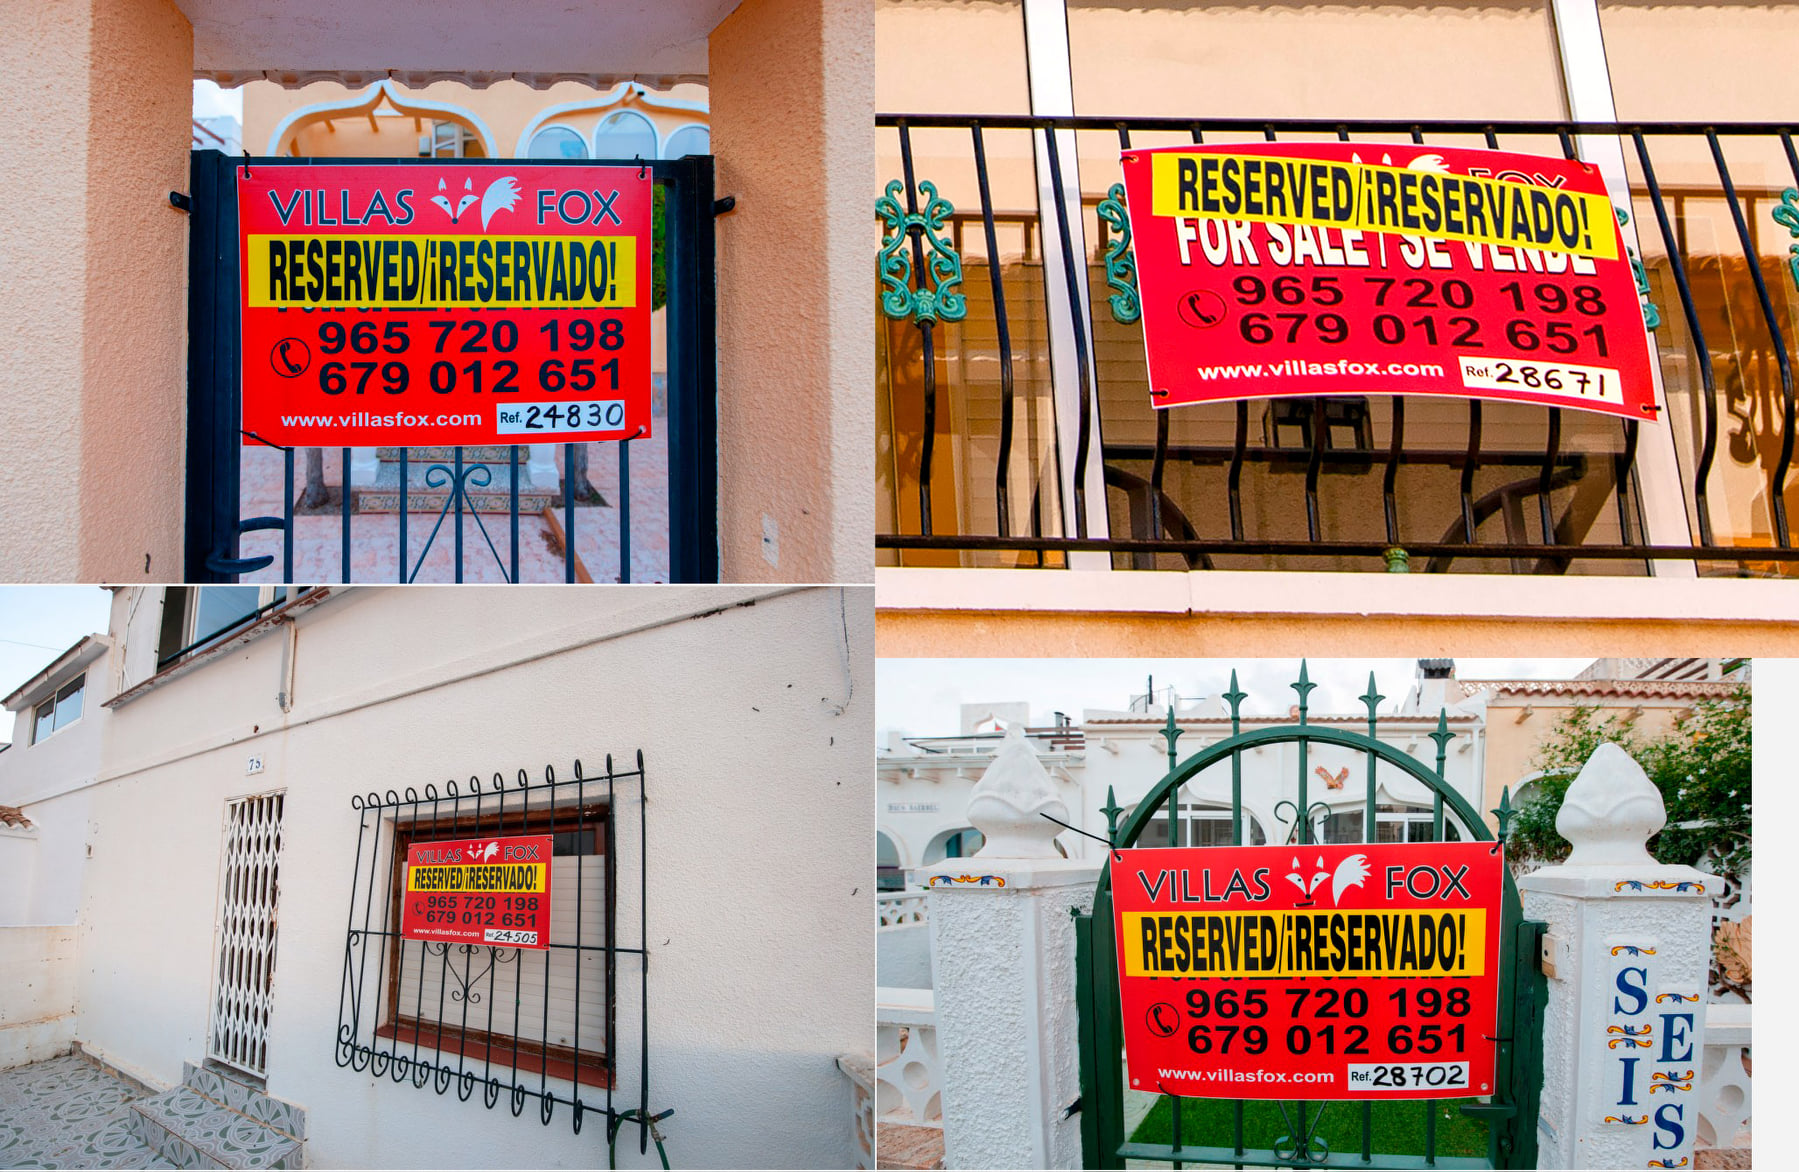 VILLAS FOX
RESERVED/¡RESERVADO!
965 720 198
679 012 651
www.villasfox.com Ref. 24830
FOX
RESERVED/¡RESERVADO!
FOR SALE / SE VENDE
965 720 198
679 012 651
www.villasfox.com Ref. 28671
75
VILLAS FOX
RESERVED/¡RESERVADO!
965 720 198
679 012 651
www.villasfox.com Ref. 24505
VILLAS FOX
RESERVED/¡RESERVADO!
965 720 198
679 012 651
www.villasfox.com Ref. 28702
SEIS
SEIS